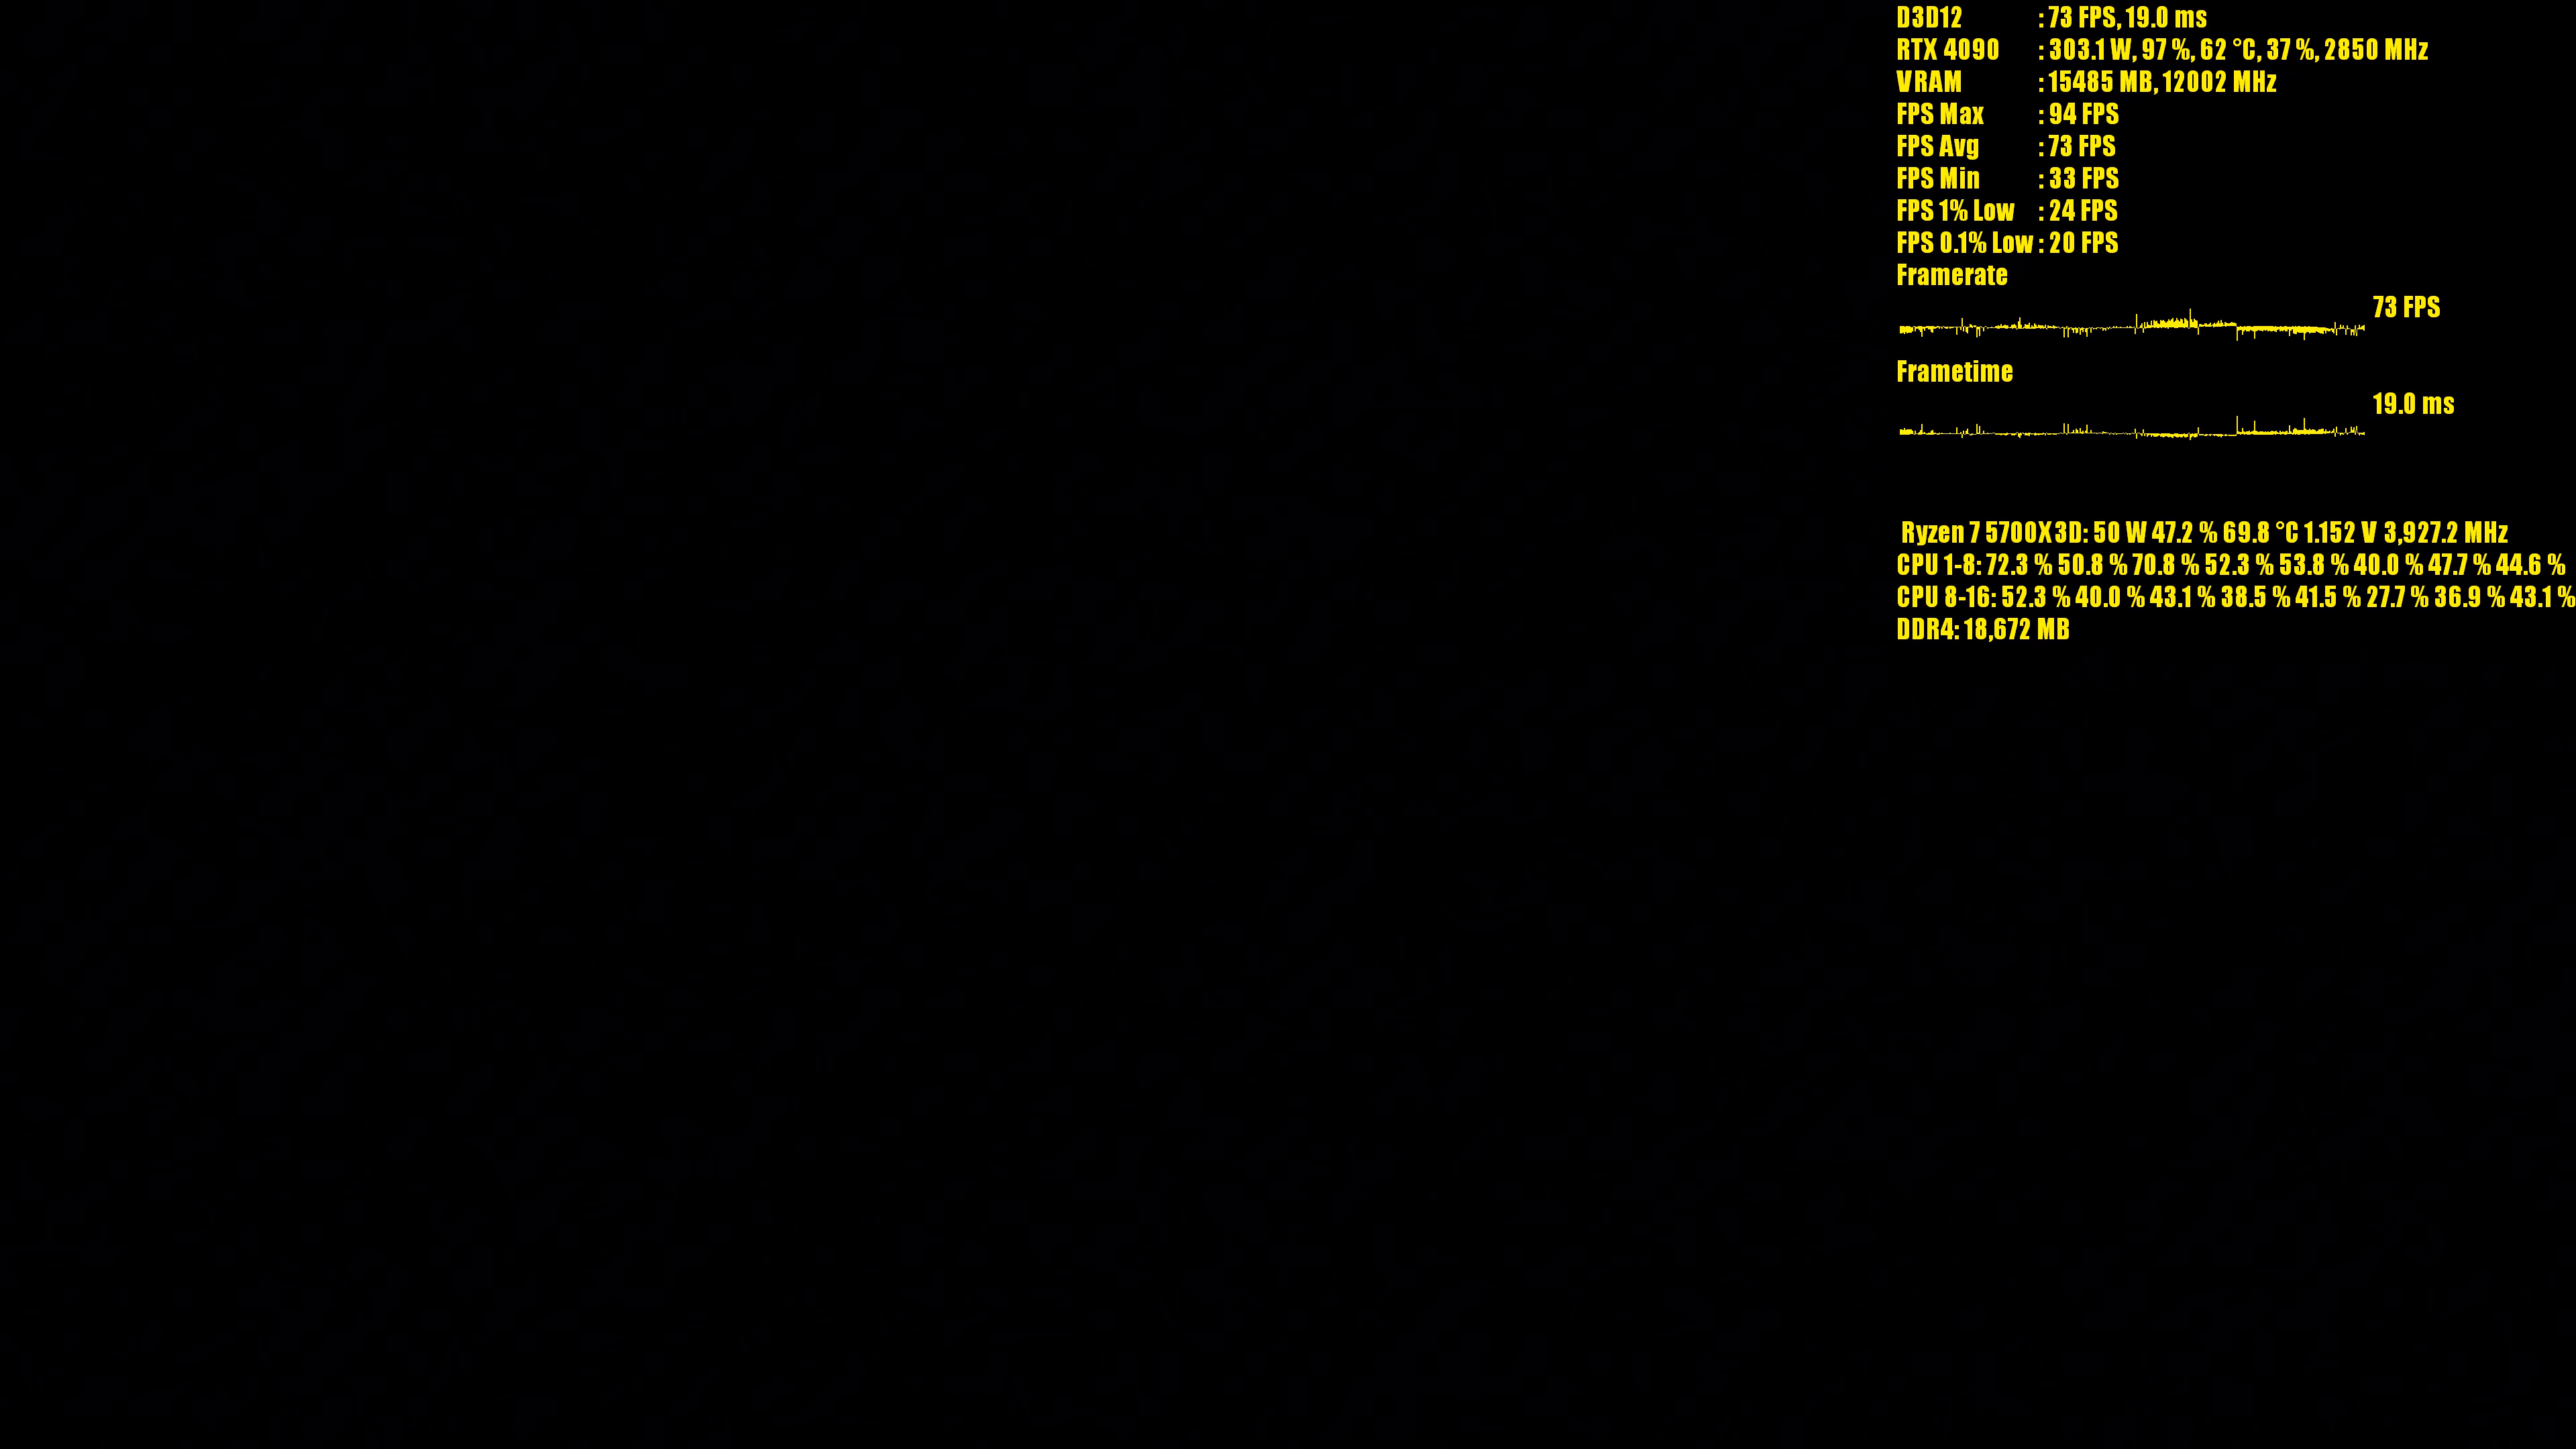 D3D12 : 73 FPS, 19.0 ms
RTX 4090 : 303.1 W, 97 %, 62 °C, 37 %, 2850 MHz
VRAM : 15485 MB, 12002 MHz
FPS Max : 94 FPS
FPS Avg : 73 FPS
FPS Min : 33 FPS
FPS 1% Low : 24 FPS
FPS 0.1% Low : 20 FPS
Framerate
73 FPS
Frametime
19.0 ms
Ryzen 7 5700X3D: 50 W 47.2 % 69.8 °C 1.152 V 3,927.2 MHz
CPU 1-8: 72.3 % 50.8 % 70.8 % 52.3 % 53.8 % 40.0 % 47.7 % 44.6 %
CPU 8-16: 52.3 % 40.0 % 43.1 % 38.5 % 41.5 % 27.7 % 36.9 % 43.1 %
DDR4: 18,672 MB